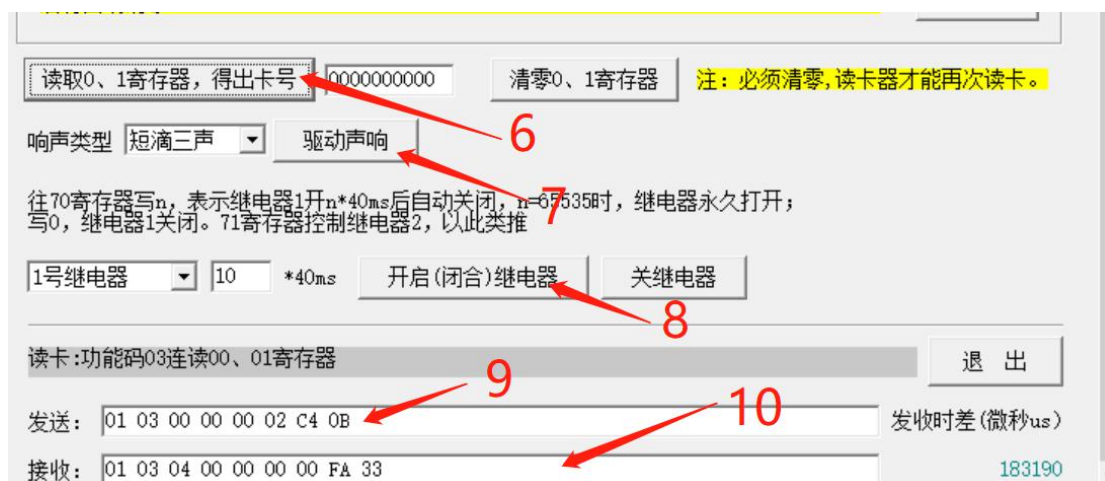 读取0、1寄存器，得出卡号 0000000000 清零0、1寄存器 注：必须清零,读卡器才能再次读卡。
6
响声类型 短滴三声 驱动声响
7
往70寄存器写n，表示继电器1开n*40ms后自动关闭，n=65535时，继电器永久打开；
写0，继电器1关闭。71寄存器控制继电器2，以此类推
1号继电器 10 *40ms 开启(闭合)继电器 关继电器
8
读卡:功能码03连读00、01寄存器 退 出
9
10
发送： 01 03 00 00 00 02 C4 0B 发收时差(微秒us)
接收： 01 03 04 00 00 00 00 FA 33 183190